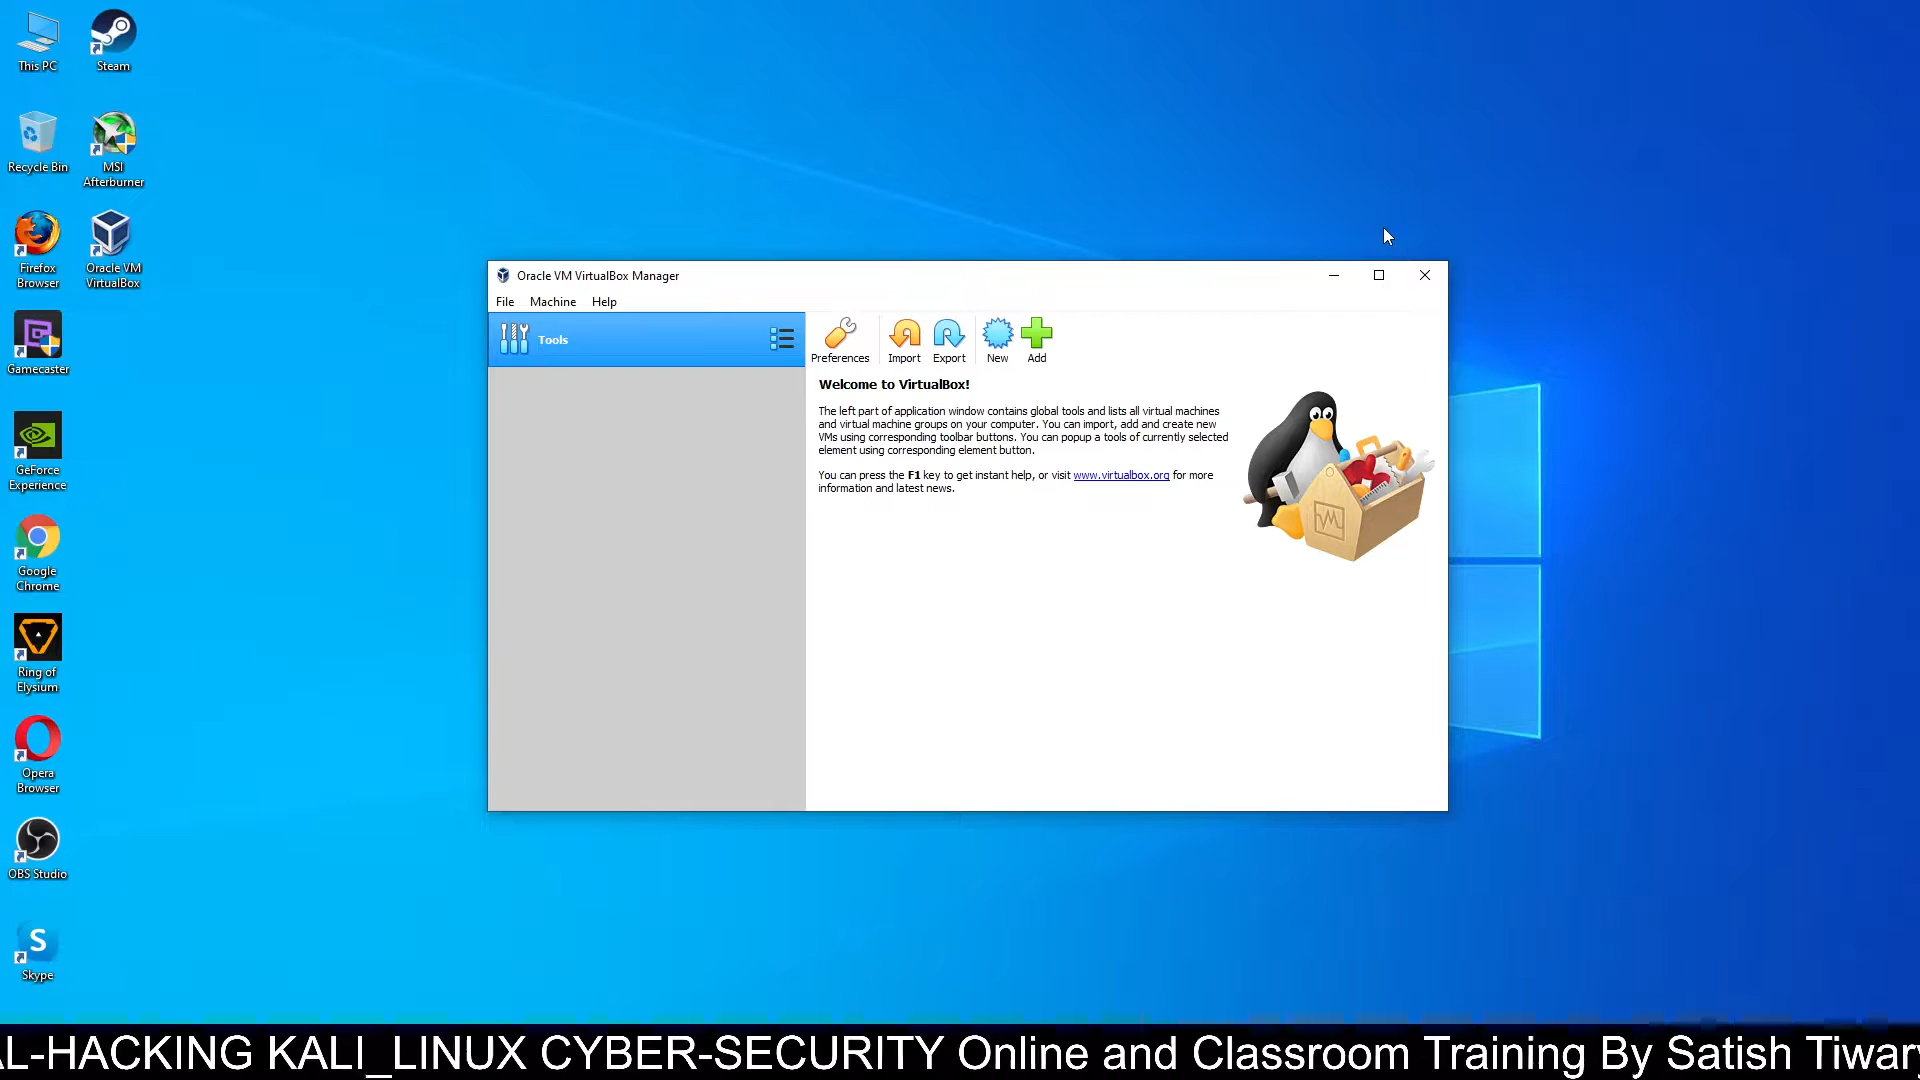 This PC
Steam
Recycle Bin
MSI
Afterburner
Firefox
Browser
Oracle VM
VirtualBox
Gamecaster
GeForce
Experience
Google
Chrome
Ring of
Elysium
Opera
Browser
OBS Studio
S
Skype
Oracle VM VirtualBox Manager
File Machine Help
Tools
Preferences Import Export New Add
Welcome to VirtualBox!
The left part of application window contains global tools and lists all virtual machines
and virtual machine groups on your computer. You can import, add and create new
VMs using corresponding toolbar buttons. You can popup a tools of currently selected
element using corresponding element button.
You can press the F1 key to get instant help, or visit www.virtualbox.org for more
information and latest news.
AL-HACKING KALI_LINUX CYBER-SECURITY Online and Classroom Training By Satish Tiwary